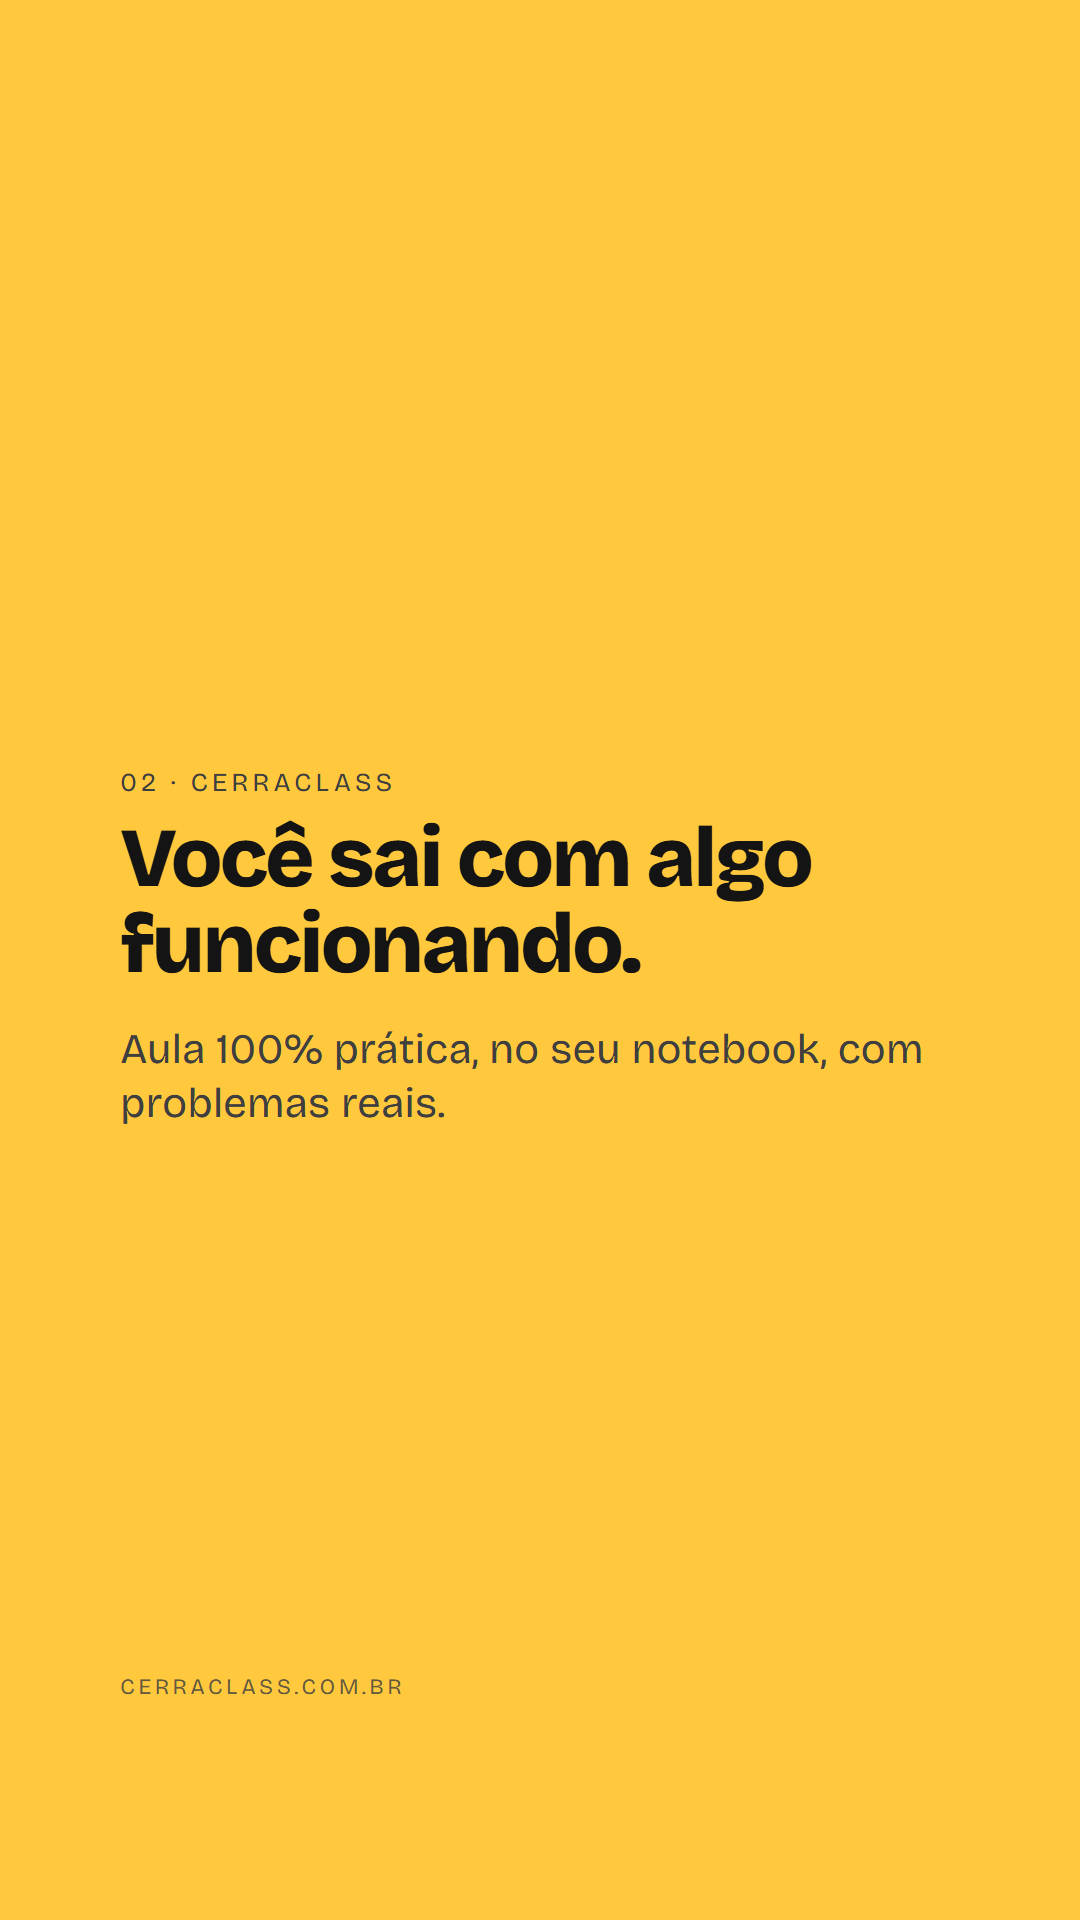 02 · CERRACLASS
Você sai com algo
funcionando.
Aula 100% prática, no seu notebook, com
problemas reais.
CERRACLASS.COM.BR